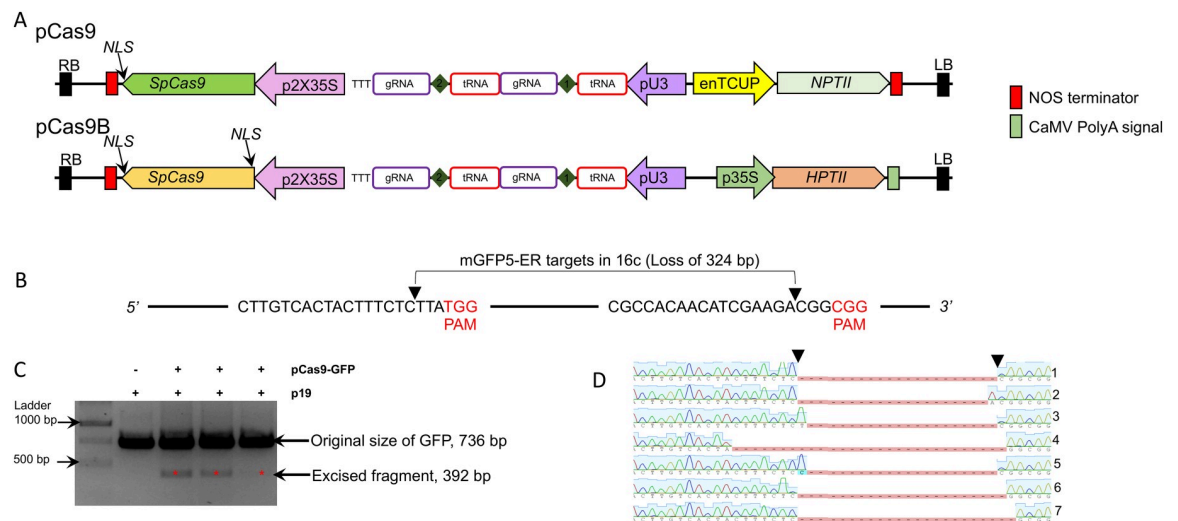 A
pCas9
NLS
RB
SpCas9
p2X35S
TTT
gRNA
2
tRNA
gRNA
1
tRNA
pU3
enTCUP
NPTII
LB
NOS terminator
CaMV PolyA signal
pCas9B
NLS
NLS
RB
SpCas9
p2X35S
TTT
gRNA
2
tRNA
gRNA
1
tRNA
pU3
p35S
HPTII
LB
B
mGFP5-ER targets in 16c (Loss of 324 bp)
5’
CTTGTCACTACTTTCTCTTATGG
PAM
CGCCACAACATCGAAGACGGCGG
PAM
3’
C
- + + + pCas9-GFP
+ + + + p19
Ladder
1000 bp
500 bp
Original size of GFP, 736 bp
Excised fragment, 392 bp
D
1
2
3
4
5
6
7